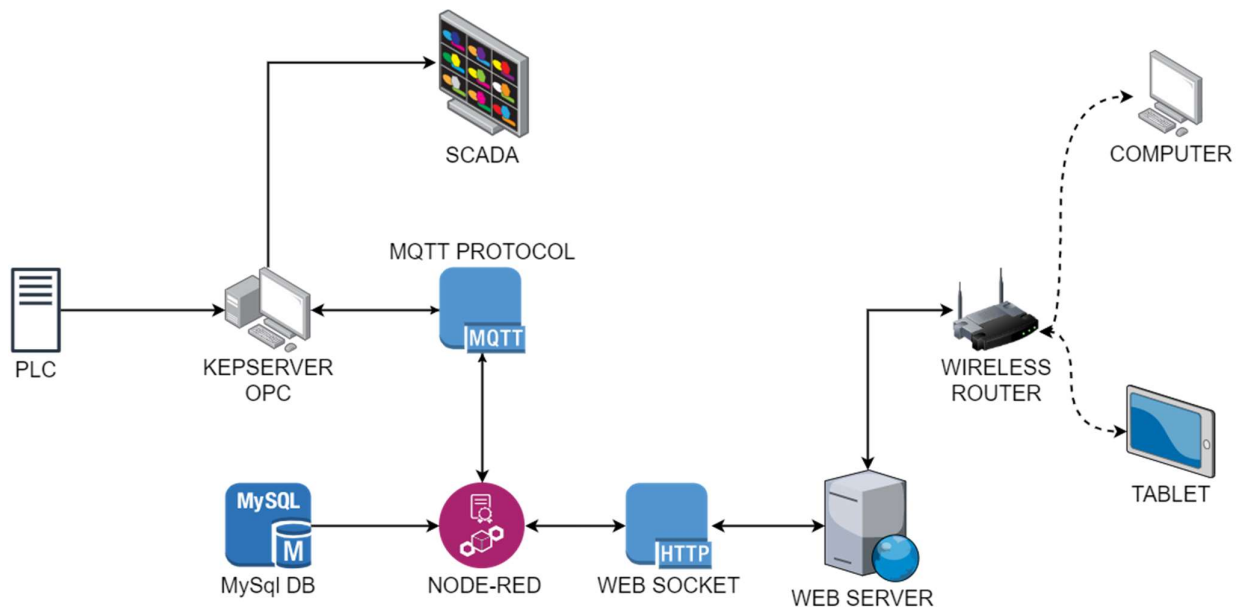 SCADA
COMPUTER
MQTT PROTOCOL
MQTT
PLC
KEPSERVER
OPC
WIRELESS
ROUTER
TABLET
MySQL
M
MySql DB
NODE-RED
HTTP
WEB SOCKET
WEB SERVER